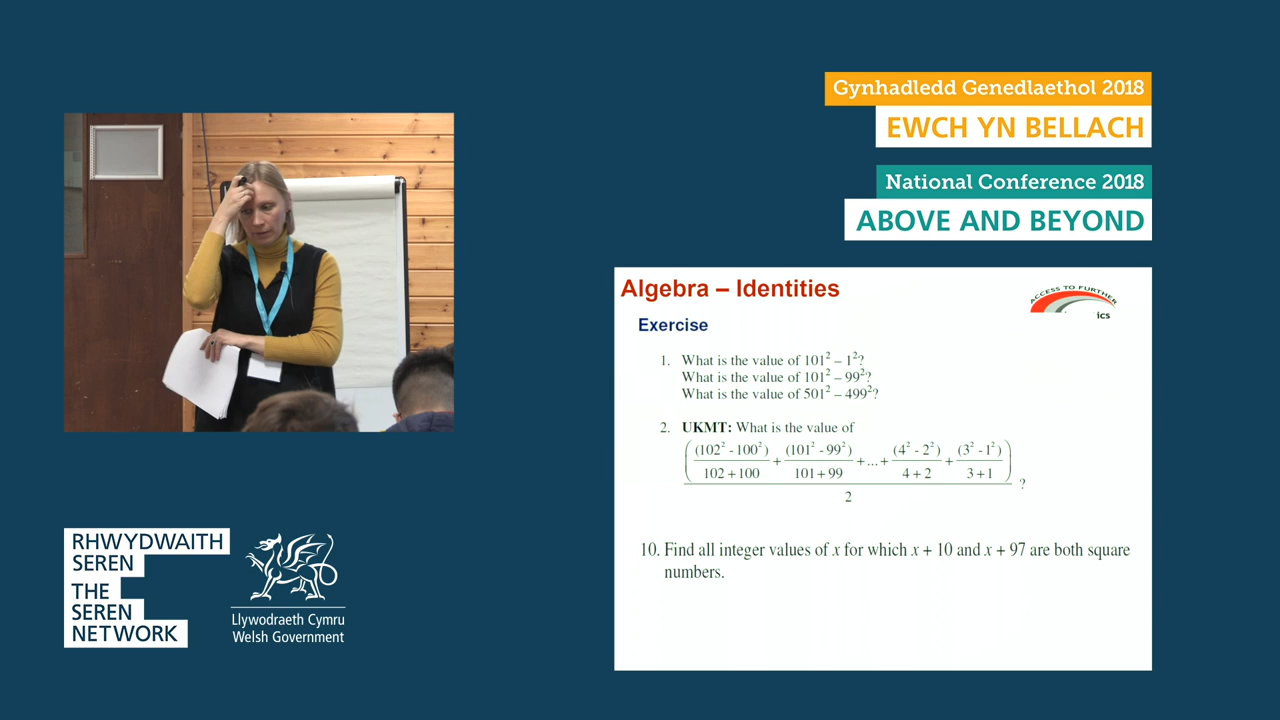 Gynhadledd Genedlaethol 2018
EWCH YN BELLACH
National Conference 2018
ABOVE AND BEYOND
Algebra – Identities
ACCESS TO FURTHER
ics
Exercise
1. What is the value of 101² – 1²?
What is the value of 101² – 99²?
What is the value of 501² – 499²?
2. UKMT: What is the value of
(102² - 100²) (101² - 99²) (4² - 2²) (3² - 1²)
+ + ... + +
102 + 100 101 + 99 4 + 2 3 + 1
?
2
10. Find all integer values of x for which x + 10 and x + 97 are both square
numbers.
RHWYDWAITH
SEREN
THE
SEREN
NETWORK
Llywodraeth Cymru
Welsh Government